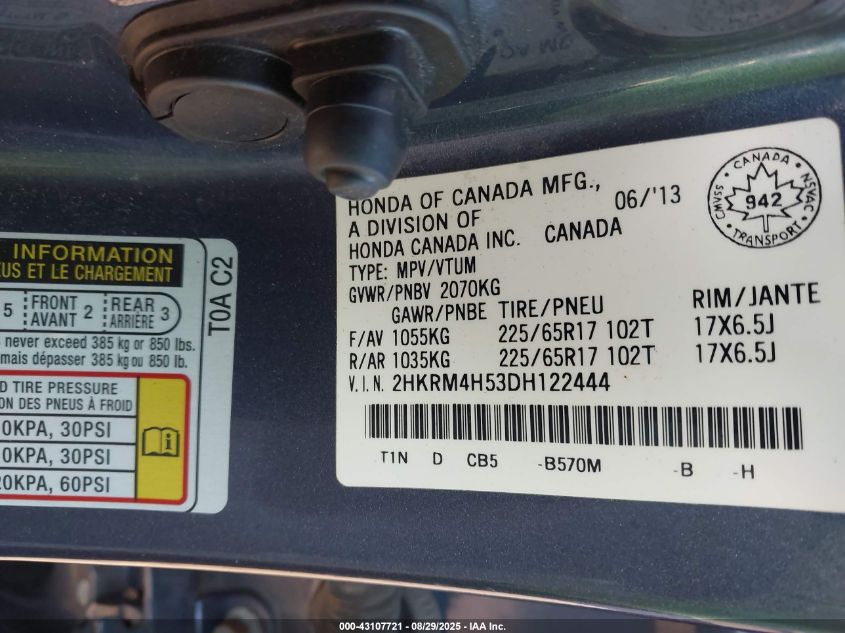 INFORMATION
EUS ET LE CHARGEMENT
5 FRONT AVANT 2 REAR ARRIÈRE 3
never exceed 385 kg or 850 lbs.
mais dépasser 385 kg ou 850 lb.
D TIRE PRESSURE
ION DES PNEUS À FROID
0KPA, 30PSI
0KPA, 30PSI
20KPA, 60PSI
T0A C2
HONDA OF CANADA MFG., 06/'13
A DIVISION OF
HONDA CANADA INC. CANADA
TYPE: MPV/VTUM
GVWR/PNBV 2070KG
GAWR/PNBE TIRE/PNEU RIM/JANTE
F/AV 1055KG 225/65R17 102T 17X6.5J
R/AR 1035KG 225/65R17 102T 17X6.5J
V.I.N. 2HKRM4H53DH122444
T1N D CB5 -B570M -B -H
CANADA
CMVSS 942 NSVAC
TRANSPORT
000-43107721 / 08/29/2025 - IAA Inc.